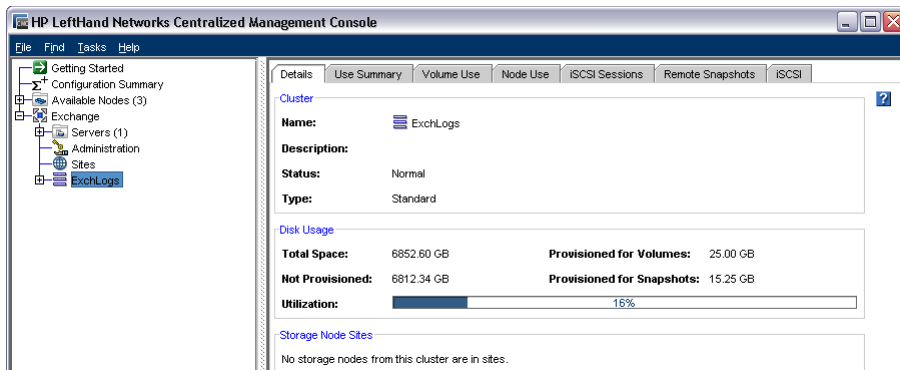 HP LeftHand Networks Centralized Management Console
File Find Tasks Help
Getting Started
Configuration Summary
Available Nodes (3)
Exchange
Servers (1)
Administration
Sites
ExchLogs
Details Use Summary Volume Use Node Use iSCSI Sessions Remote Snapshots iSCSI
Cluster
Name: ExchLogs
Description:
Status: Normal
Type: Standard
Disk Usage
Total Space: 6852.60 GB Provisioned for Volumes: 25.00 GB
Not Provisioned: 6812.34 GB Provisioned for Snapshots: 15.25 GB
Utilization: 16%
Storage Node Sites
No storage nodes from this cluster are in sites.